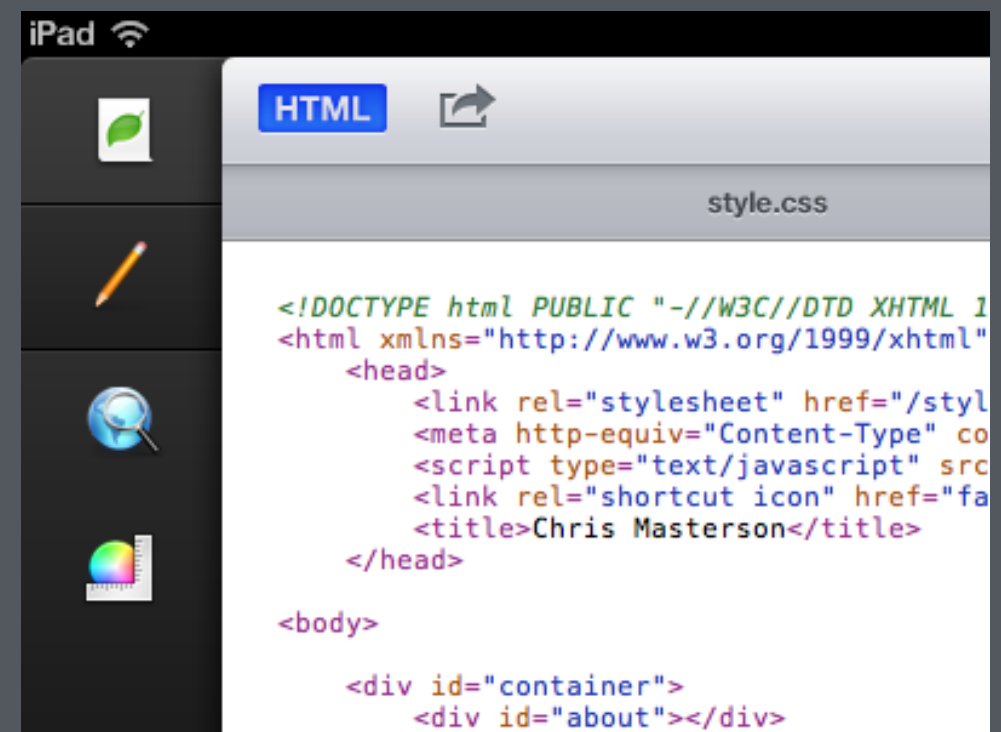 iPad
HTML
style.css
<!DOCTYPE html PUBLIC "-//W3C//DTD XHTML 1
<html xmlns="http://www.w3.org/1999/xhtml"
<head>
<link rel="stylesheet" href="/styl
<meta http-equiv="Content-Type" co
<script type="text/javascript" src
<link rel="shortcut icon" href="fa
<title>Chris Masterson</title>
</head>
<body>
<div id="container">
<div id="about"></div>